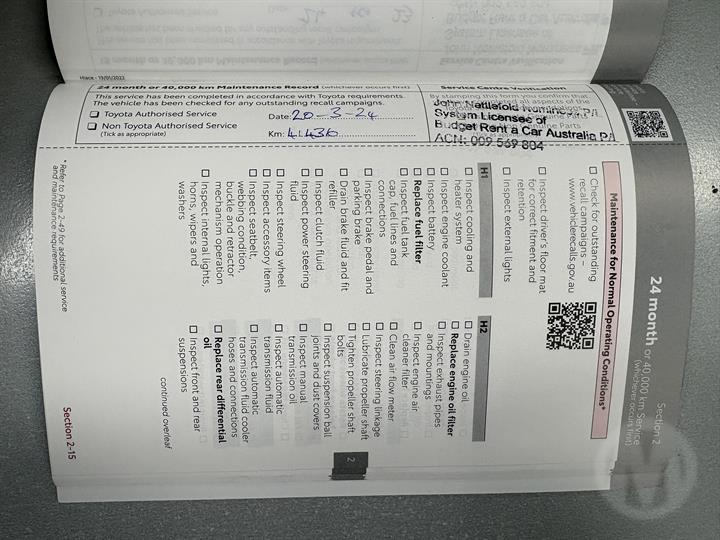 Hiace - 19/01/2022
24 month or 40,000 km Maintenance Record (whichever occurs first)
This service has been completed in accordance with Toyota requirements.
The vehicle has been checked for any outstanding recall campaigns.
Toyota Authorised Service
Non Toyota Authorised Service
(Tick as appropriate)
Date: 20-3-24
Km: 41436
Service Centre Verification
By stamping this form you confirm that
John Nettlefold Nominees P/L
System Licensee of
Budget Rent a Car Australia P/L
ACN: 009 569 804
Section 2
24 month or 40 000 km Service
(whichever occurs first)
Maintenance for Normal Operating Conditions*
Check for outstanding
recall campaigns –
www.vehiclerecalls.gov.au
Inspect driver's floor mat
for correct fitment and
retention
Inspect external lights
H1
Inspect cooling and
heater system
Inspect engine coolant
Inspect battery
Replace fuel filter
Inspect fuel tank
cap, fuel lines and
connections
Inspect brake pedal and
parking brake
Drain brake fluid and fit
refiller
Inspect clutch fluid
Inspect power steering
fluid
Inspect steering wheel
Inspect accessory items
Inspect seatbelt,
webbing condition,
buckle and retractor
mechanism operation
Inspect internal lights,
horns, wipers and
washers
H2
Drain engine oil
Replace engine oil filter
Inspect exhaust pipes
and mountings
Inspect engine air
cleaner filter
Clean air flow meter
Inspect steering linkage
Lubricate propeller shaft
Tighten propeller shaft
bolts
Inspect suspension ball
joints and dust covers
Inspect manual
transmission oil
Inspect automatic
transmission fluid
Inspect automatic
transmission fluid cooler
hoses and connections
Replace rear differential
oil
Inspect front and rear
suspensions
continued overleaf
* Refer to Page 2-49 for additional service
and maintenance requirements
Section 2-15
2